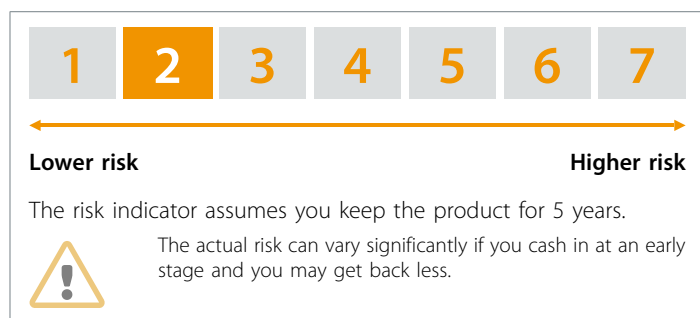 1 2 3 4 5 6 7
Lower risk Higher risk
The risk indicator assumes you keep the product for 5 years.
The actual risk can vary significantly if you cash in at an early
stage and you may get back less.